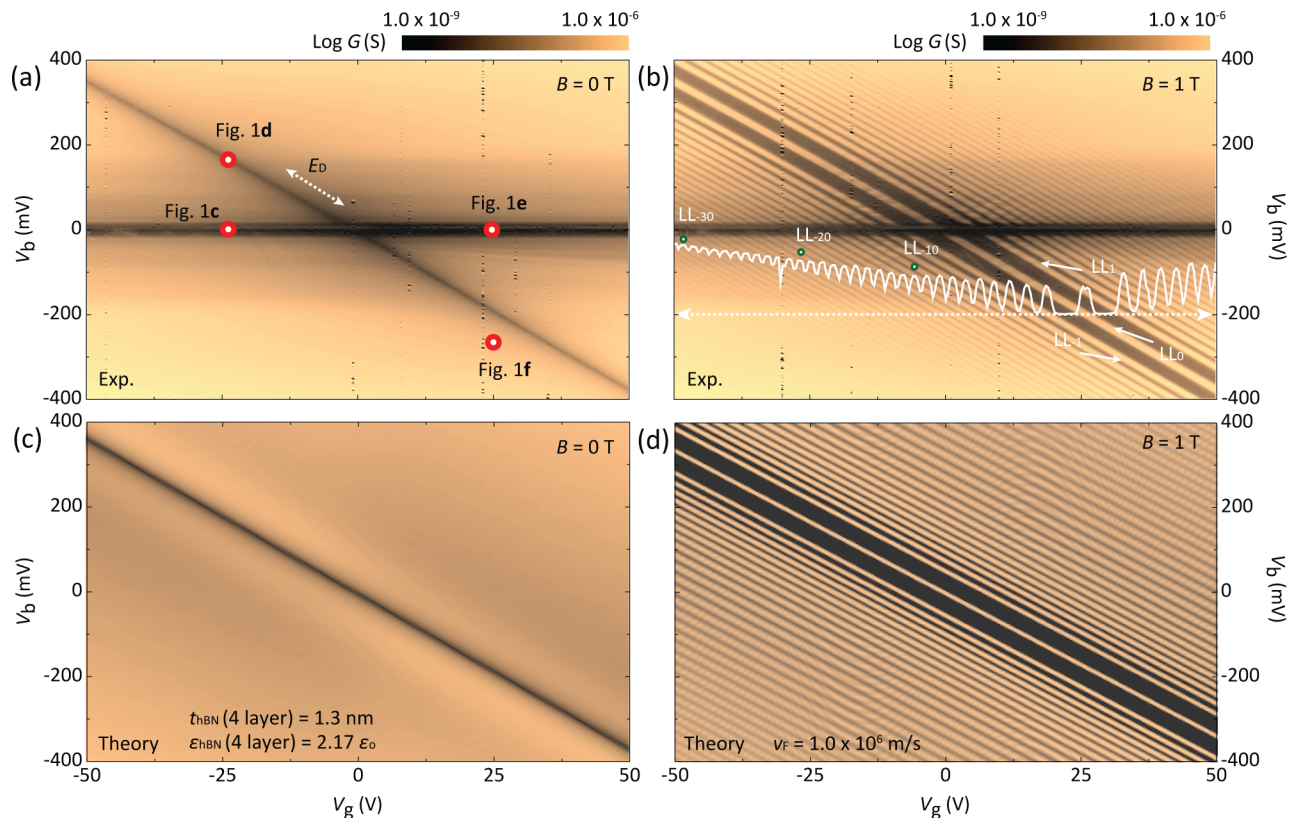 1.0 x 10⁻⁹ 1.0 x 10⁻⁶
Log G (S)
1.0 x 10⁻⁹ 1.0 x 10⁻⁶
Log G (S)
(a)
B = 0 T
Fig. 1d
E_D
Fig. 1c
Fig. 1e
Fig. 1f
Exp.
V_b (mV)
400
200
0
-200
-400
(b)
B = 1 T
LL-30
LL-20
LL-10
LL₁
LL-1
LL₀
Exp.
400
200
0
-200
-400
V_b (mV)
(c)
B = 0 T
t_hBN (4 layer) = 1.3 nm
ε_hBN (4 layer) = 2.17 ε_o
Theory
V_b (mV)
400
200
0
-200
-400
-50 -25 0 25 50
V_g (V)
(d)
B = 1 T
Theory v_F = 1.0 x 10⁶ m/s
400
200
0
-200
-400
V_b (mV)
-50 -25 0 25 50
V_g (V)